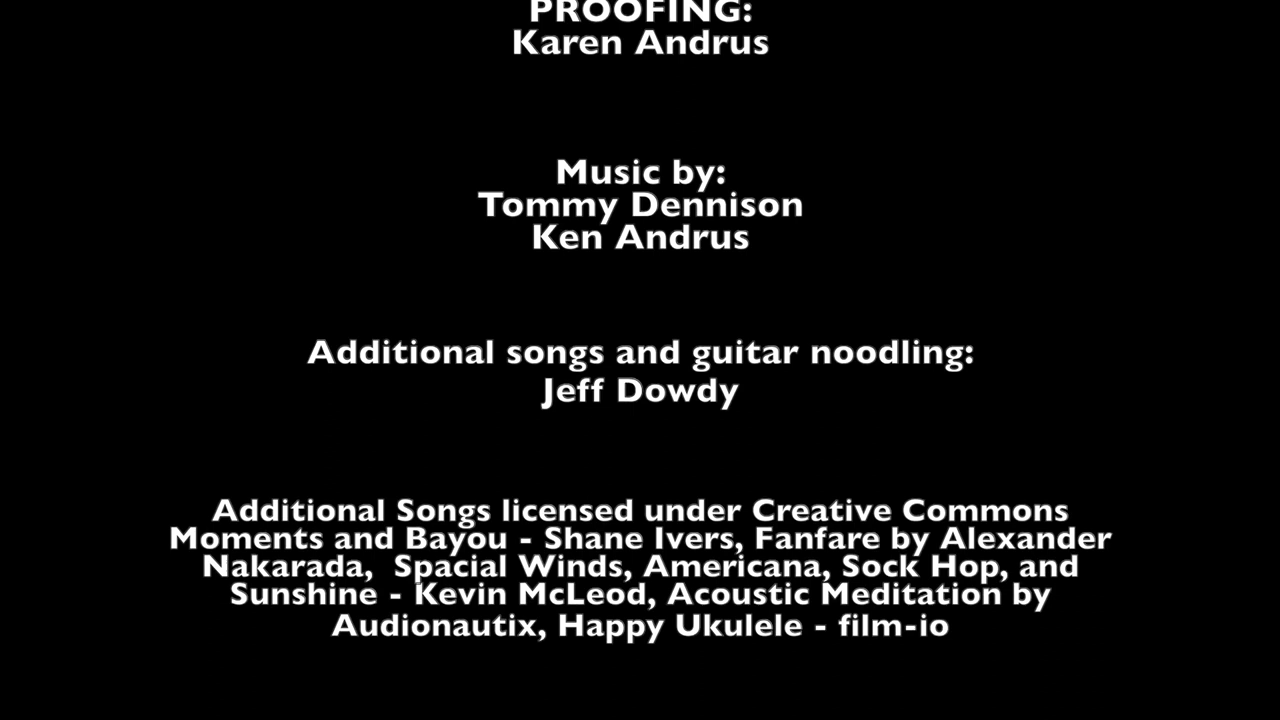 PROOFING:
Karen Andrus
Music by:
Tommy Dennison
Ken Andrus
Additional songs and guitar noodling:
Jeff Dowdy
Additional Songs licensed under Creative Commons
Moments and Bayou - Shane Ivers, Fanfare by Alexander
Nakarada,  Spacial Winds, Americana, Sock Hop, and
Sunshine - Kevin McLeod, Acoustic Meditation by
Audionautix, Happy Ukulele - film-io